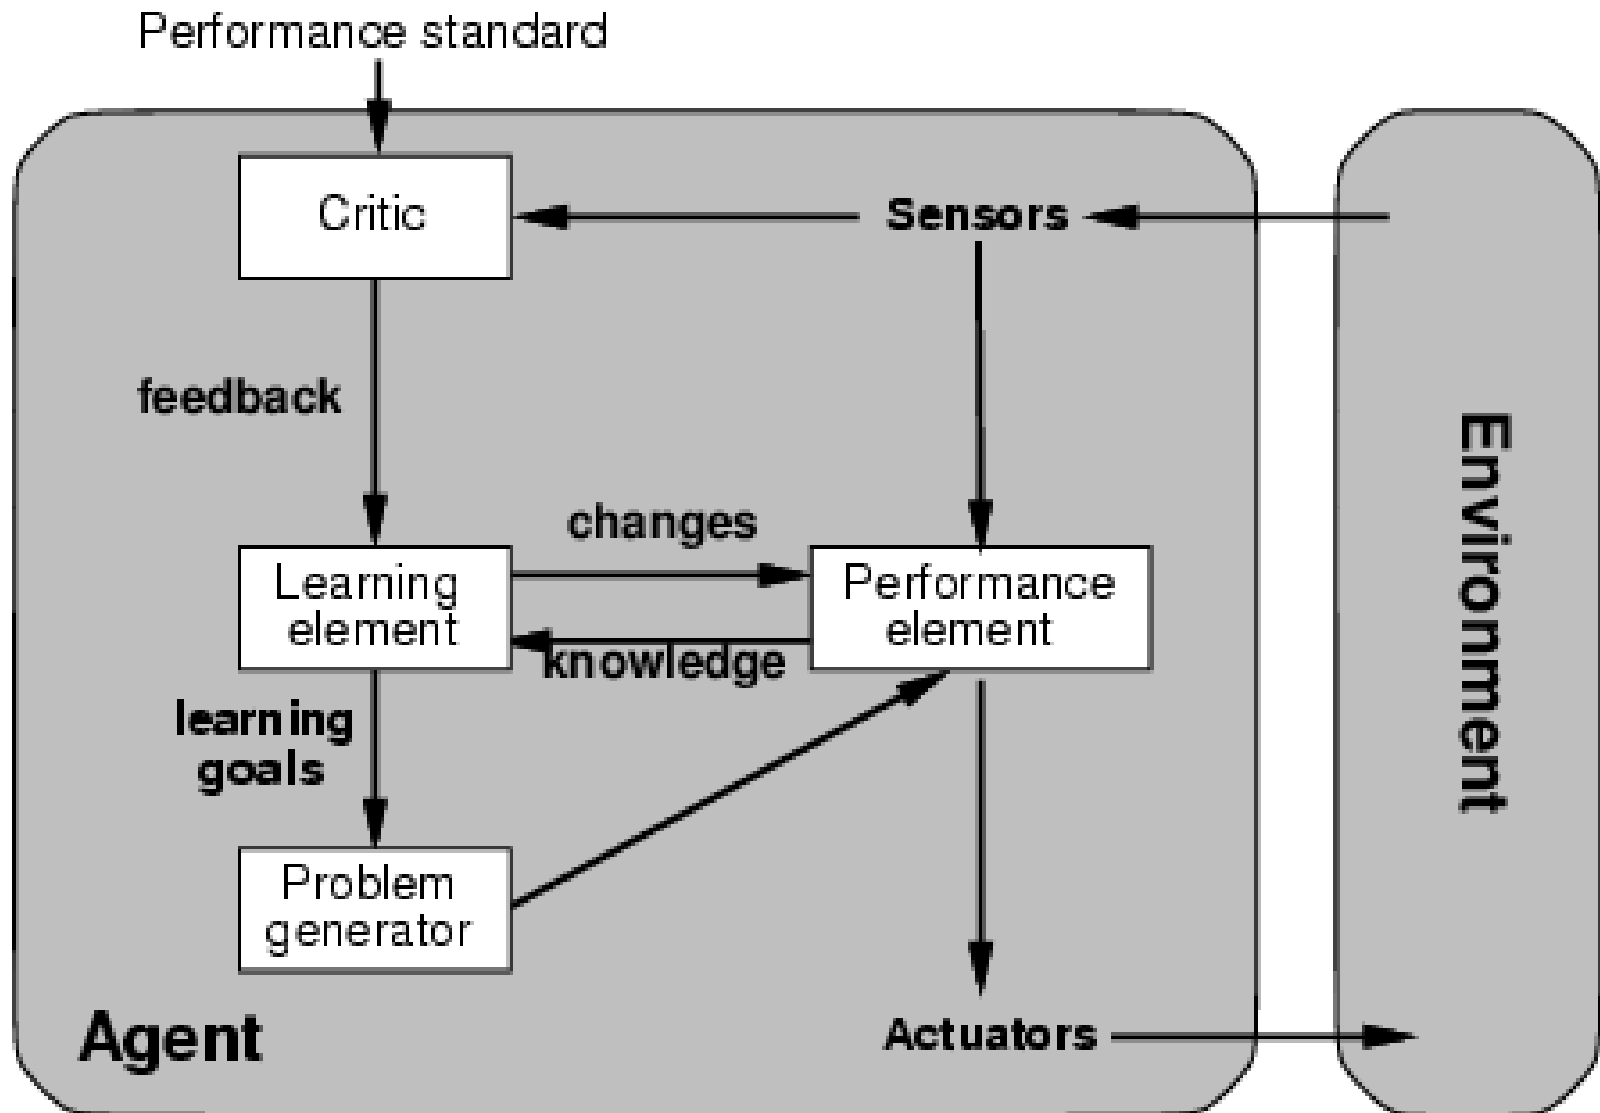 Performance standard
Critic
Sensors
feedback
changes
Learning
element
Performance
element
knowledge
learning
goals
Problem
generator
Agent
Actuators
Environment